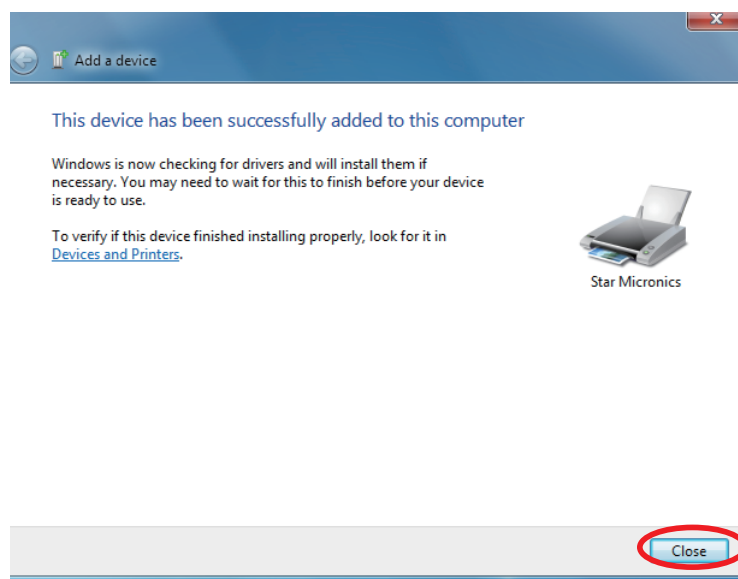 Add a device
This device has been successfully added to this computer
Windows is now checking for drivers and will install them if
necessary. You may need to wait for this to finish before your device
is ready to use.
To verify if this device finished installing properly, look for it in
Devices and Printers.
Star Micronics
Close